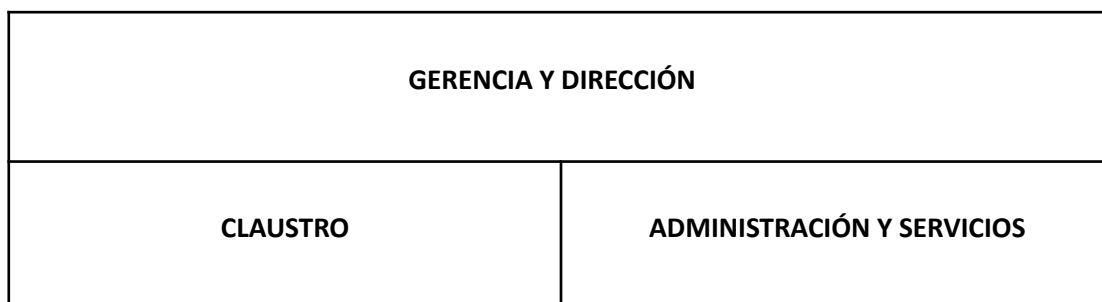 GERENCIA Y DIRECCIÓN
CLAUSTRO
ADMINISTRACIÓN Y SERVICIOS